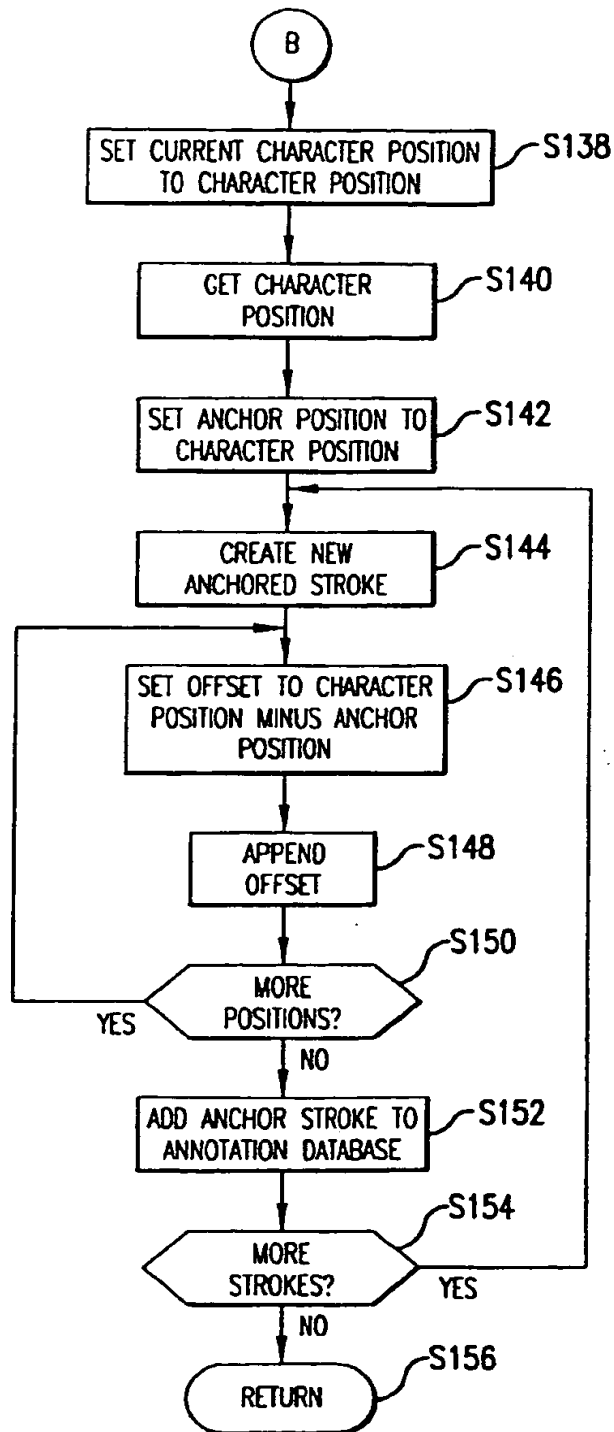 B
SET CURRENT CHARACTER POSITION
TO CHARACTER POSITION
S138
GET CHARACTER
POSITION
S140
SET ANCHOR POSITION TO
CHARACTER POSITION
S142
CREATE NEW
ANCHORED STROKE
S144
SET OFFSET TO CHARACTER
POSITION MINUS ANCHOR
POSITION
S146
APPEND
OFFSET
S148
MORE
POSITIONS?
S150
YES
NO
ADD ANCHOR STROKE TO
ANNOTATION DATABASE
S152
MORE
STROKES?
S154
YES
NO
RETURN
S156